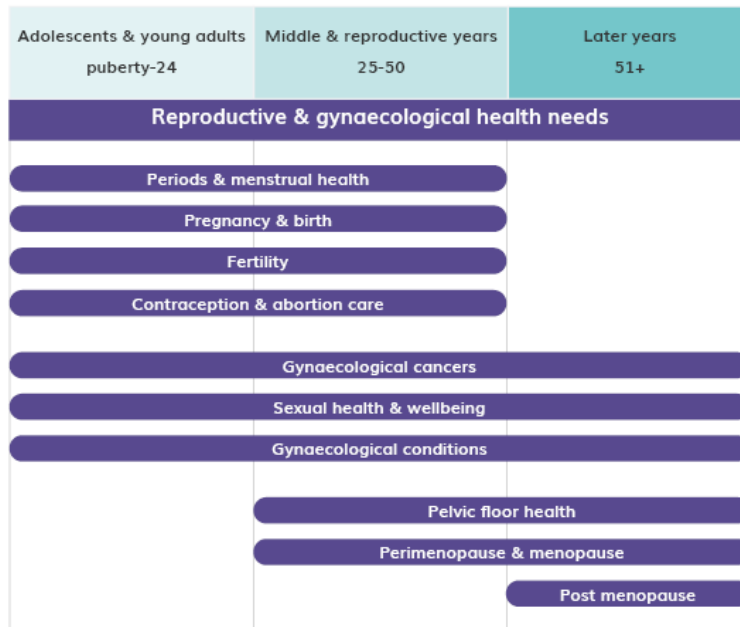 Adolescents & young adults
puberty-24
Middle & reproductive years
25-50
Later years
51+
Reproductive & gynaecological health needs
Periods & menstrual health
Pregnancy & birth
Fertility
Contraception & abortion care
Gynaecological cancers
Sexual health & wellbeing
Gynaecological conditions
Pelvic floor health
Perimenopause & menopause
Post menopause